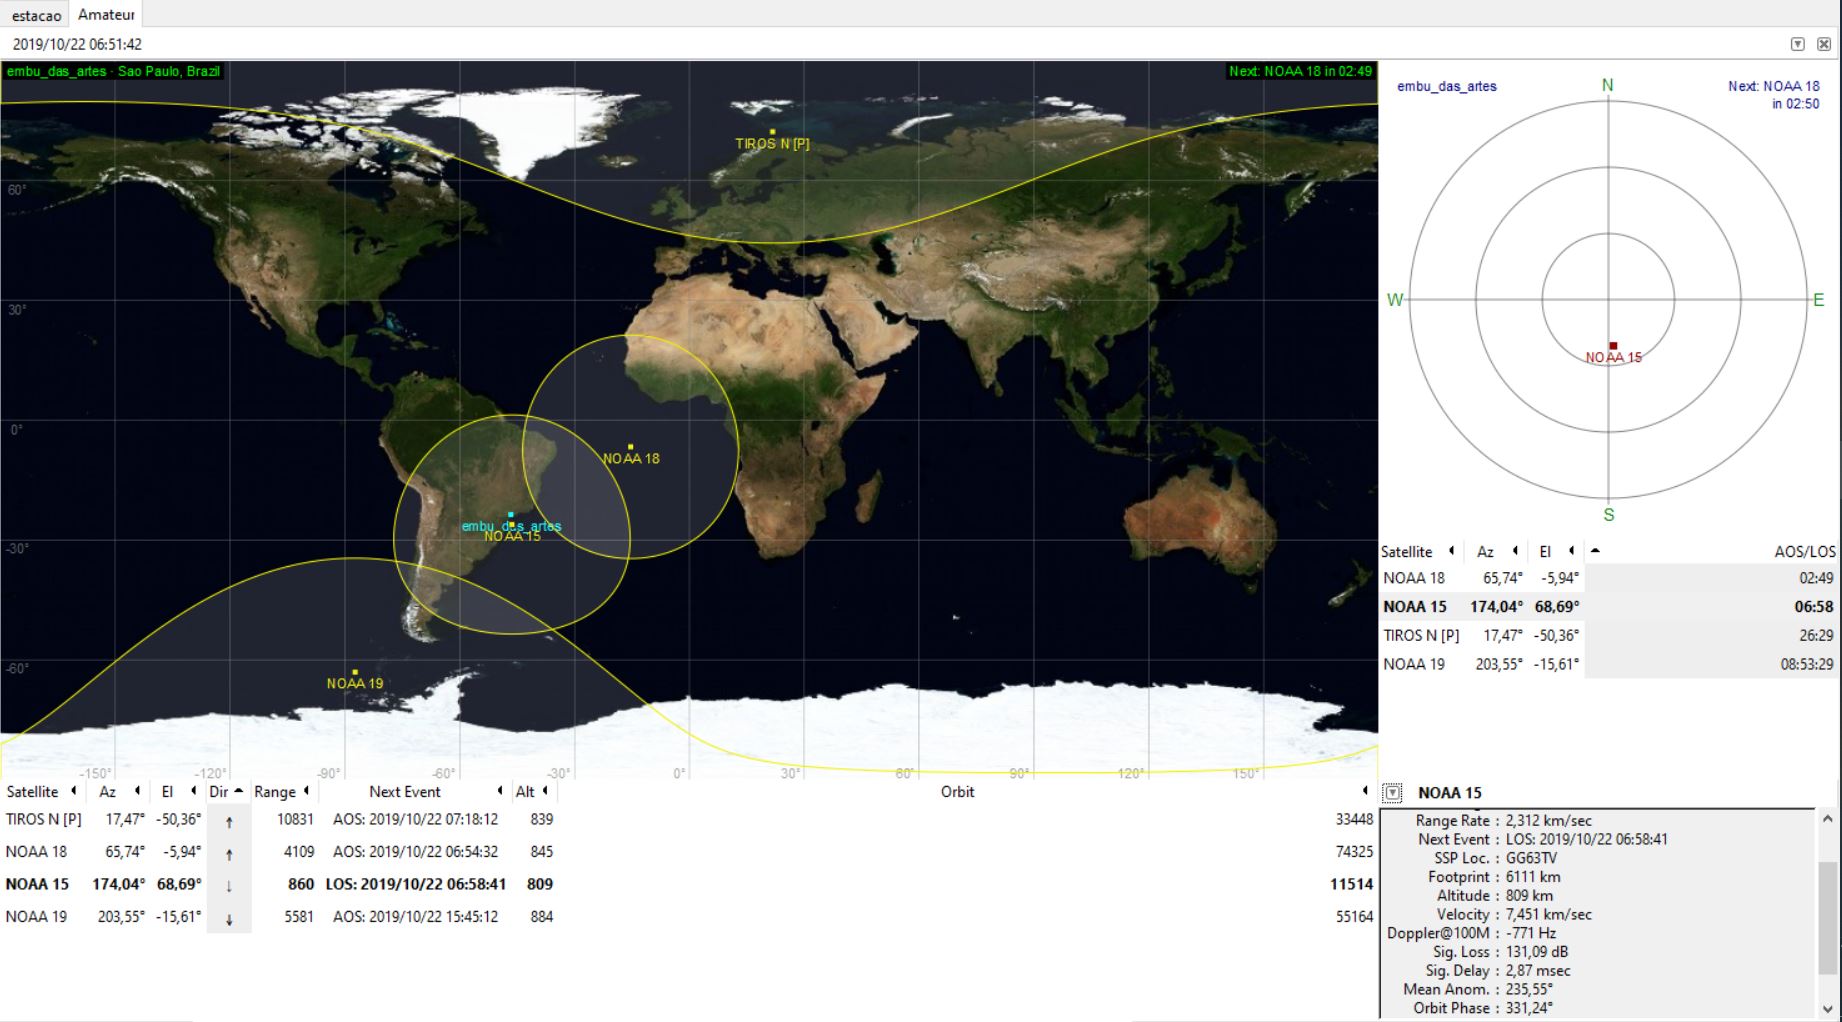 estacao Amateur
2019/10/22 06:51:42
embu_das_artes - Sao Paulo, Brazil
Next: NOAA 18 in 02:49
TIROS N [P]
60°
30°
0°
NOAA 18
embu_das_artes
NOAA 15
-30°
-60°
NOAA 19
-150° -120° -90° -60° -30° 0° 30° 60° 90° 120° 150°
embu_das_artes
Next: NOAA 18
in 02:50
N
W
E
NOAA 15
S
Satellite Az El AOS/LOS
NOAA 18 65,74° -5,94° 02:49
NOAA 15 174,04° 68,69° 06:58
TIROS N [P] 17,47° -50,36° 26:29
NOAA 19 203,55° -15,61° 08:53:29
Satellite Az El Dir Range Next Event Alt Orbit
TIROS N [P] 17,47° -50,36° ↑ 10831 AOS: 2019/10/22 07:18:12 839 33448
NOAA 18 65,74° -5,94° ↑ 4109 AOS: 2019/10/22 06:54:32 845 74325
NOAA 15 174,04° 68,69° ↓ 860 LOS: 2019/10/22 06:58:41 809 11514
NOAA 19 203,55° -15,61° ↓ 5581 AOS: 2019/10/22 15:45:12 884 55164
NOAA 15
Range Rate : 2,312 km/sec
Next Event : LOS: 2019/10/22 06:58:41
SSP Loc. : GG63TV
Footprint : 6111 km
Altitude : 809 km
Velocity : 7,451 km/sec
Doppler@100M : -771 Hz
Sig. Loss : 131,09 dB
Sig. Delay : 2,87 msec
Mean Anom. : 235,55°
Orbit Phase : 331,24°